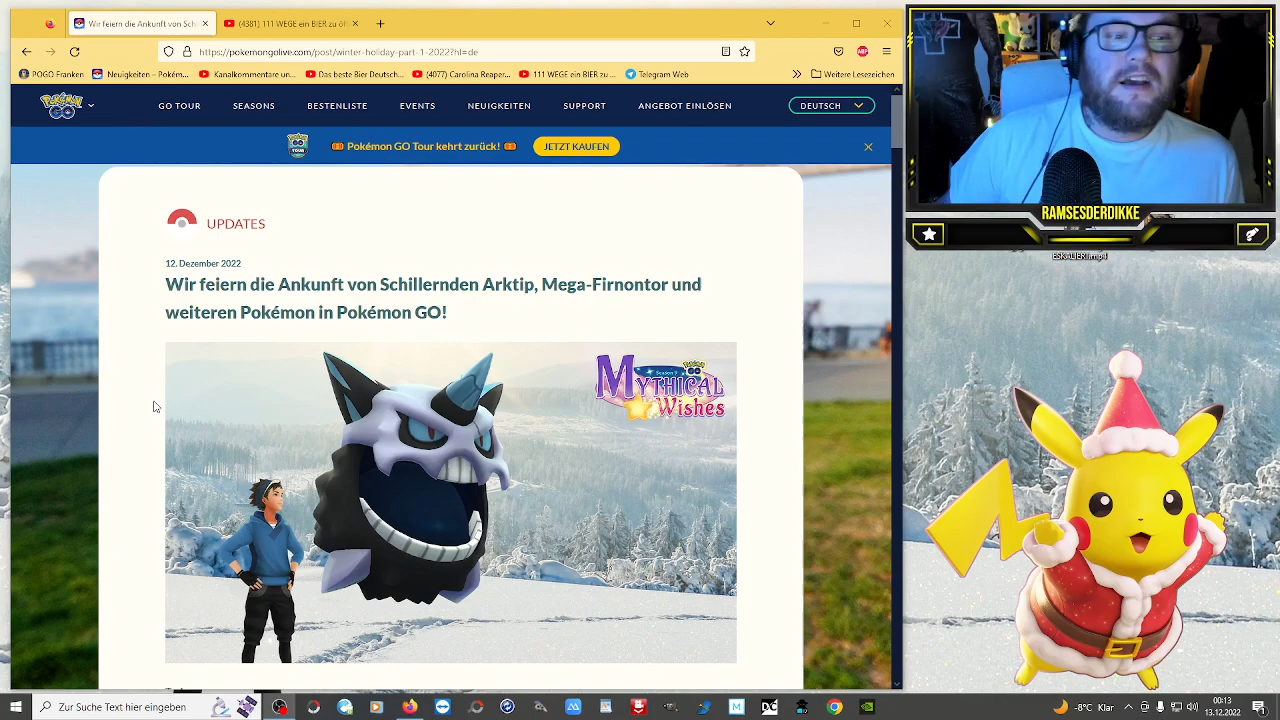 Wir feiern die Ankunft von Sch
(4381) 111 WEGE ein BIER zu
https://pokemongolive.com/post/winter-holiday-part-1-2022?hl=de
POGO Franken
Neuigkeiten – Pokém...
Kanalkommentare un...
Das beste Bier Deutsch...
(4077) Carolina Reaper...
111 WEGE ein BIER zu ...
Telegram Web
Weitere Lesezeichen
POKÉMON GO
GO TOUR
SEASONS
BESTENLISTE
EVENTS
NEUIGKEITEN
SUPPORT
ANGEBOT EINLÖSEN
DEUTSCH
Pokémon GO Tour kehrt zurück!
JETZT KAUFEN
UPDATES
12. Dezember 2022
Wir feiern die Ankunft von Schillernden Arktip, Mega-Firnontor und
weiteren Pokémon in Pokémon GO!
Mythical
Wishes
RAMSESDERDIKKE
Zur Suche Text hier eingeben
-8°C Klar
00:13
13.12.2022